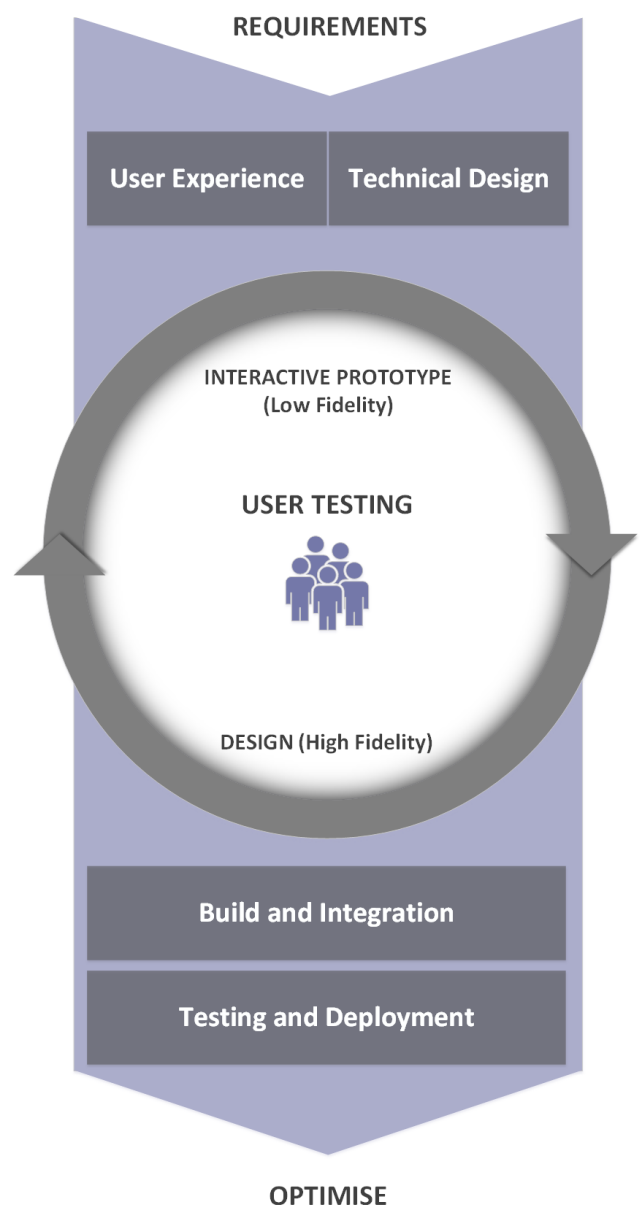 REQUIREMENTS
User Experience
Technical Design
INTERACTIVE PROTOTYPE
(Low Fidelity)
USER TESTING
DESIGN (High Fidelity)
Build and Integration
Testing and Deployment
OPTIMISE